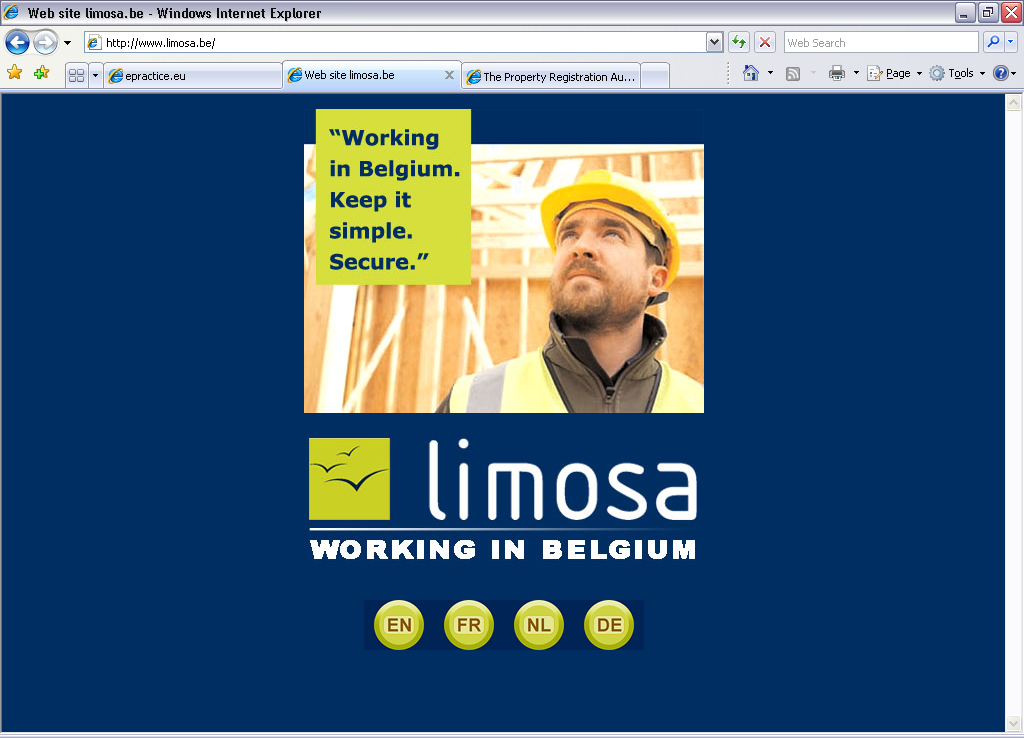 Web site limosa.be - Windows Internet Explorer
http://www.limosa.be/
Web Search
epractice.eu
Web site limosa.be
The Property Registration Au...
Page
Tools
“Working
in Belgium.
Keep it
simple.
Secure.”
limosa
WORKING IN BELGIUM
EN FR NL DE